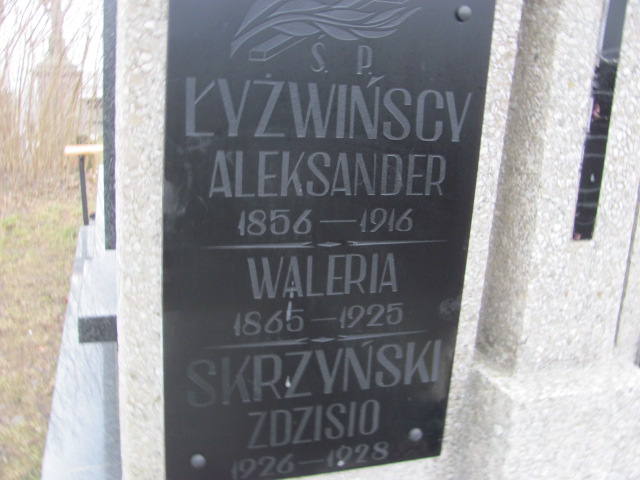 Ś. P.
ŁYŻWIŃSCY
ALEKSANDER
1856 — 1916
WALERIA
1865 — 1925
SKRZYŃSKI
ZDZISIO
1926 — 1928